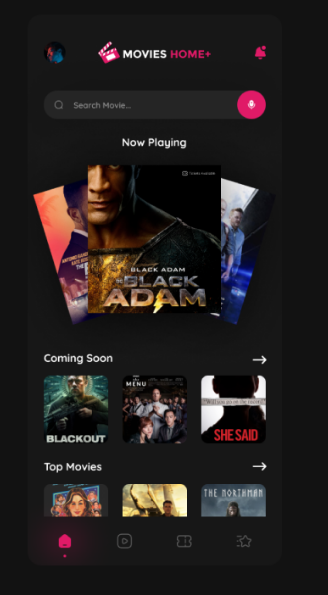 MOVIES HOME+
Search Movie...
Now Playing
BLACK ADAM
BLACK
ADAM
Coming Soon
BLACKOUT
THE
MENU
SHE SAID
Top Movies
THE NORTHMAN